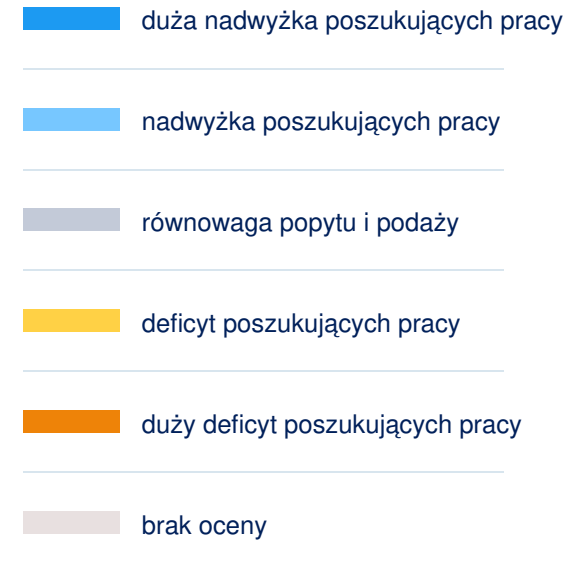 duża nadwyżka poszukujących pracy
nadwyżka poszukujących pracy
równowaga popytu i podaży
deficyt poszukujących pracy
duży deficyt poszukujących pracy
brak oceny